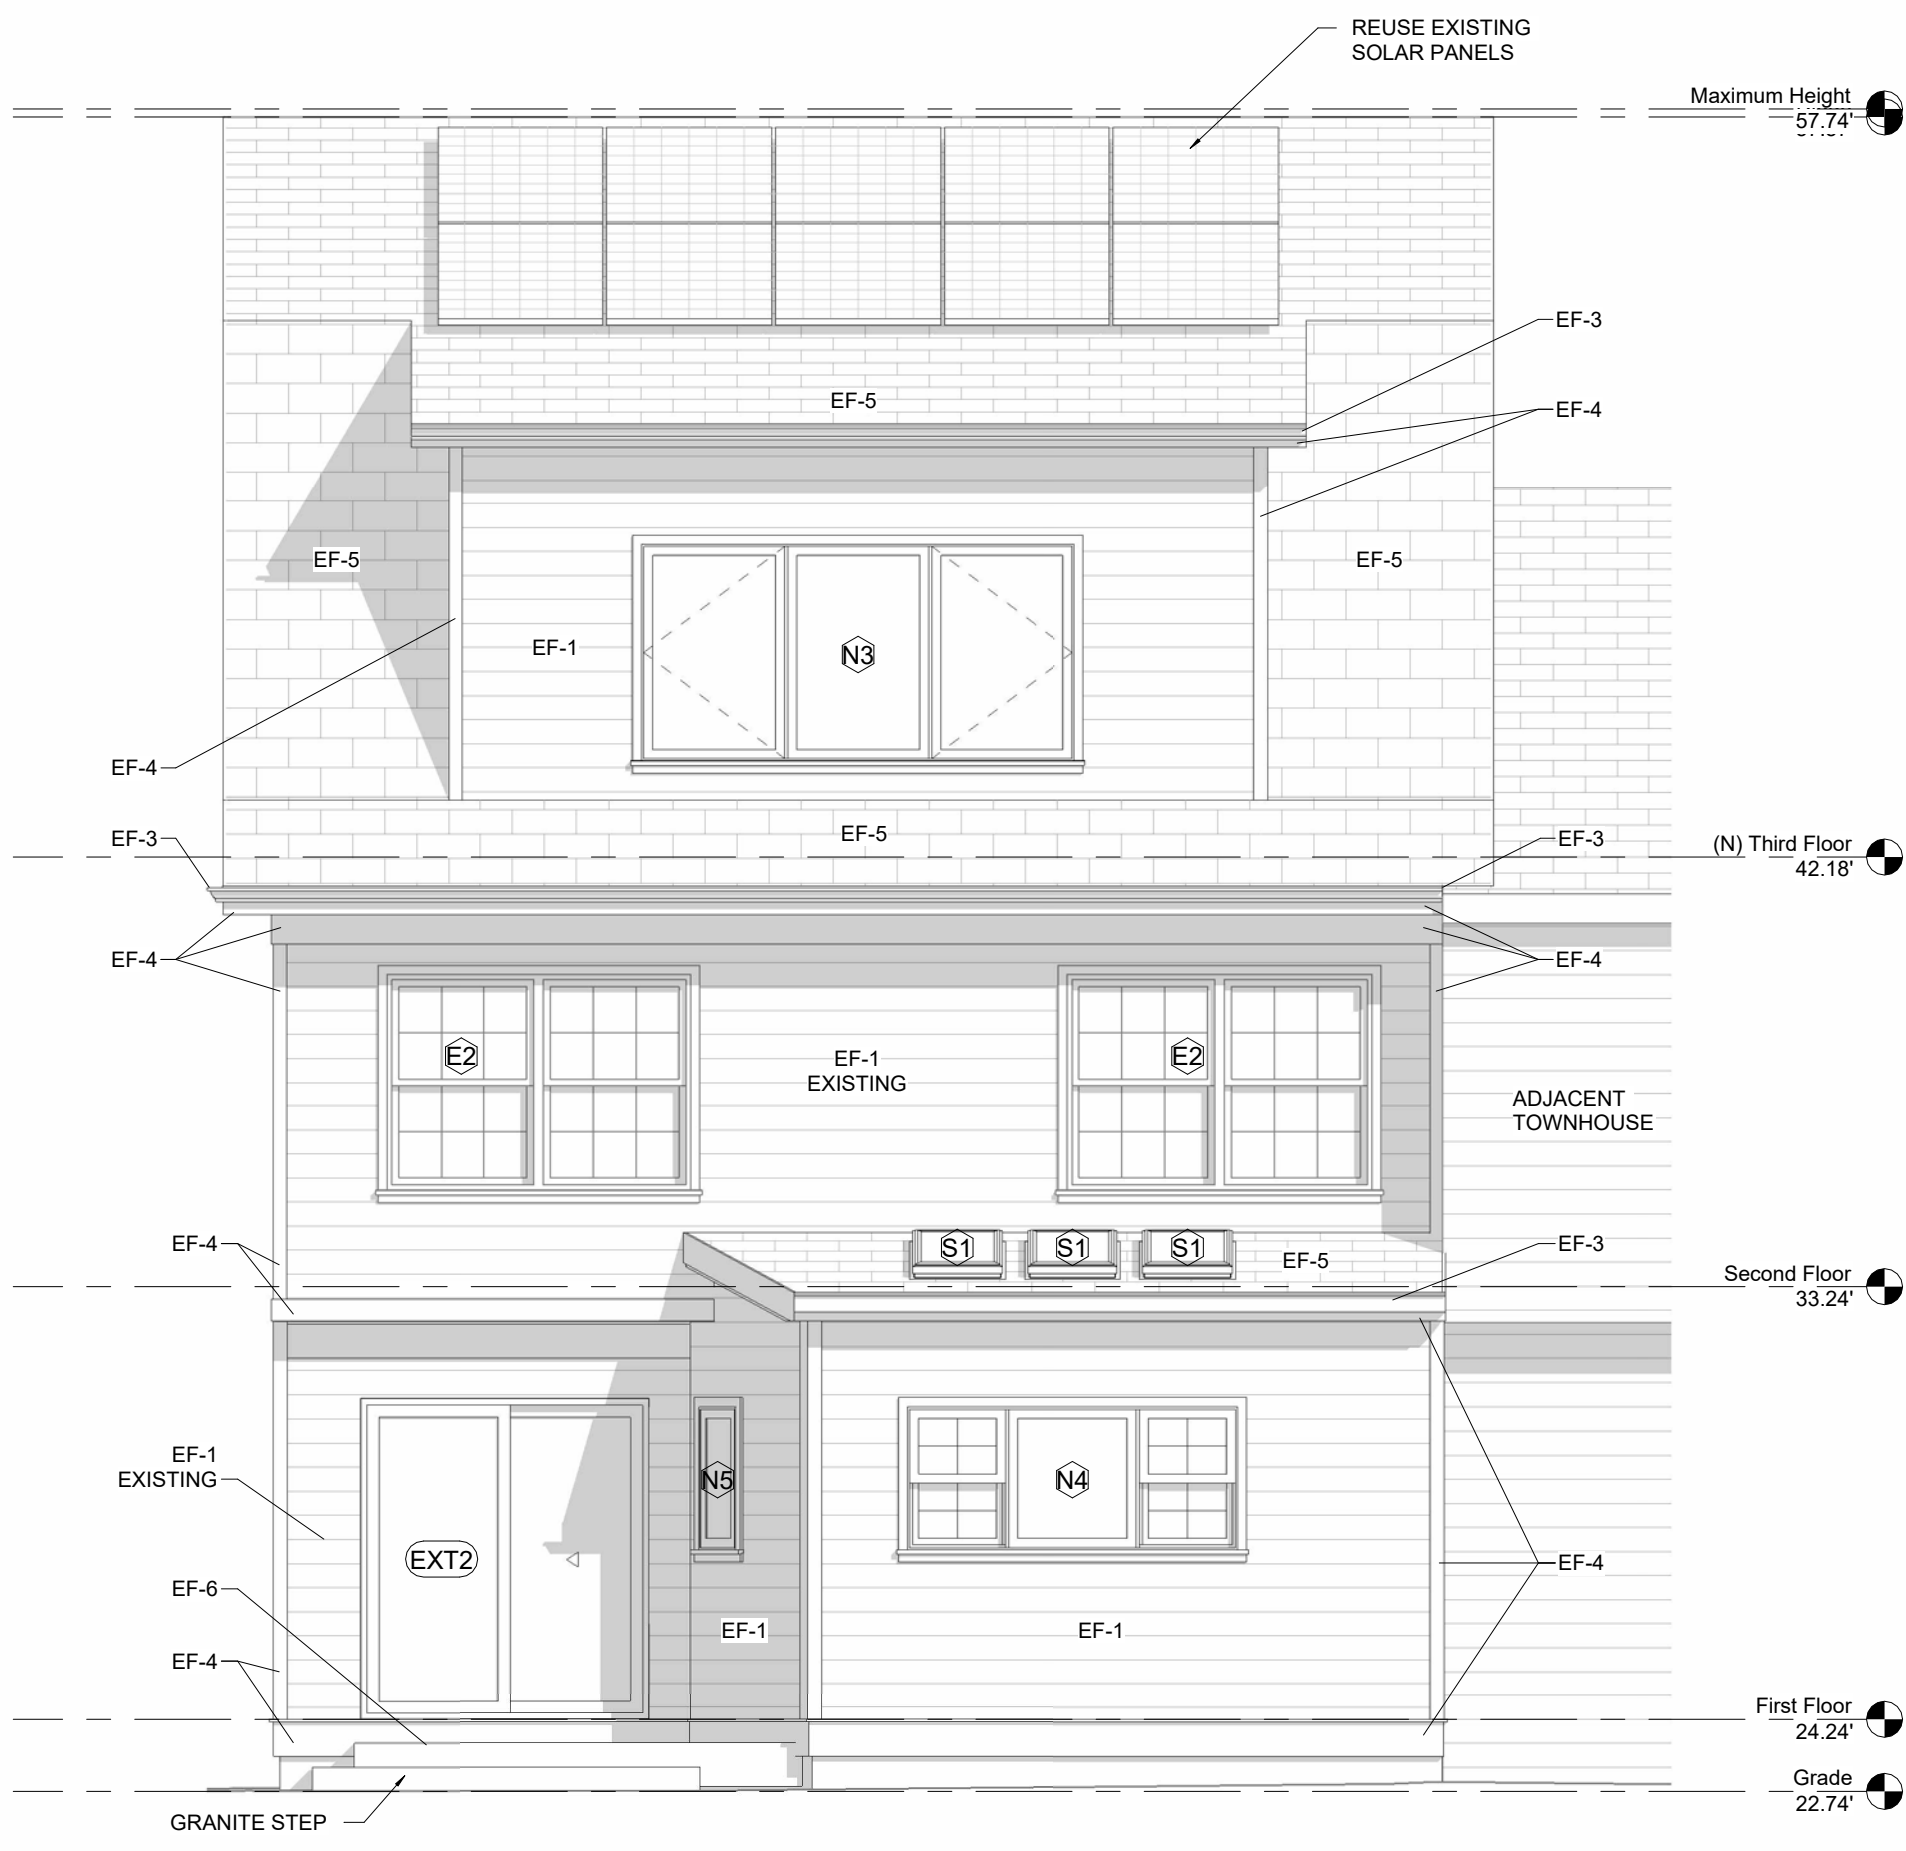 REUSE EXISTING
SOLAR PANELS
Maximum Height
57.74'
EF-3
EF-5
EF-4
EF-5
EF-5
EF-1
N3
EF-4
EF-5
EF-3
EF-3
(N) Third Floor
42.18'
EF-4
EF-4
E2
E2
EF-1
EXISTING
ADJACENT
TOWNHOUSE
EF-4
S1
S1
S1
EF-5
EF-3
Second Floor
33.24'
EF-1
EXISTING
N5
N4
EXT2
EF-4
EF-6
EF-1
EF-1
EF-4
First Floor
24.24'
Grade
22.74'
GRANITE STEP